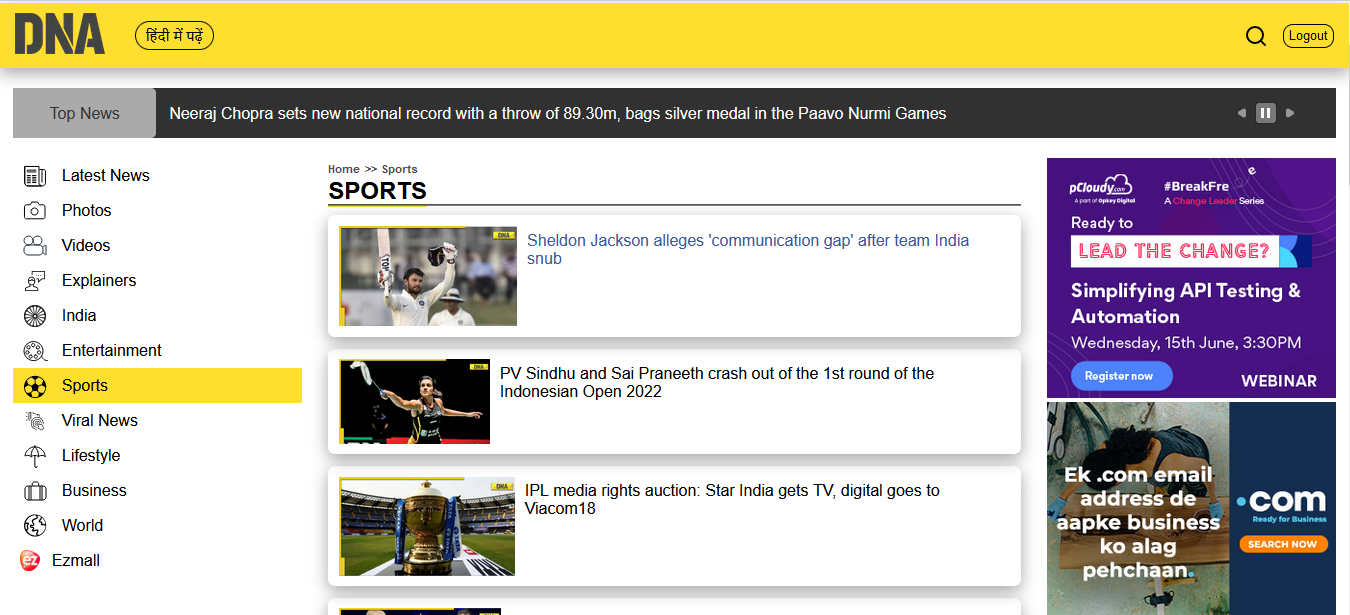 DNA
हिंदी में पढ़ें
Logout
Top News
Neeraj Chopra sets new national record with a throw of 89.30m, bags silver medal in the Paavo Nurmi Games
Latest News
Photos
Videos
Explainers
India
Entertainment
Sports
Viral News
Lifestyle
Business
World
ez Ezmall
Home >> Sports
SPORTS
DNA
Sheldon Jackson alleges 'communication gap' after team India
snub
DNA
PV Sindhu and Sai Praneeth crash out of the 1st round of the
Indonesian Open 2022
DNA
IPL media rights auction: Star India gets TV, digital goes to
Viacom18
pCloudy.com
A part of Opkey Digital
#BreakFre
e
A Change Leader Series
Ready to
LEAD THE CHANGE?
Simplifying API Testing &
Automation
Wednesday, 15th June, 3:30PM
Register now
WEBINAR
Ek .com email
address de
aapke business
ko alag
pehchaan.
.com
Ready for Business
SEARCH NOW